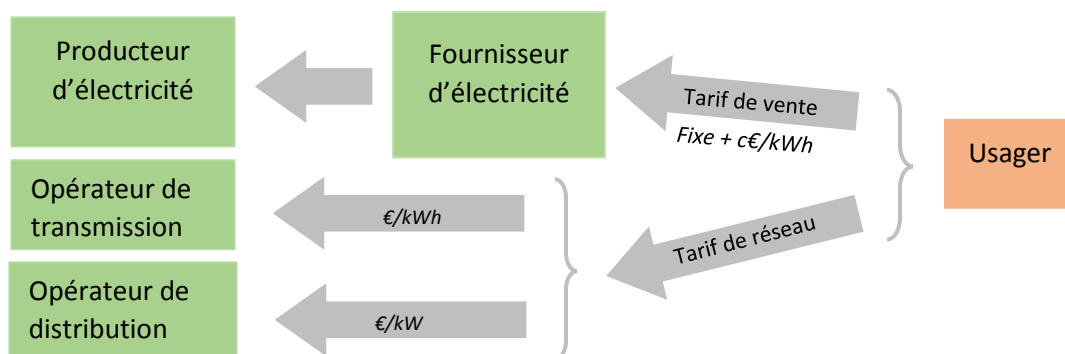 Producteur
d’électricité
Fournisseur
d’électricité
Tarif de vente
Fixe + c€/kWh
Usager
Opérateur de
transmission
€/kWh
Tarif de réseau
Opérateur de
distribution
€/kW